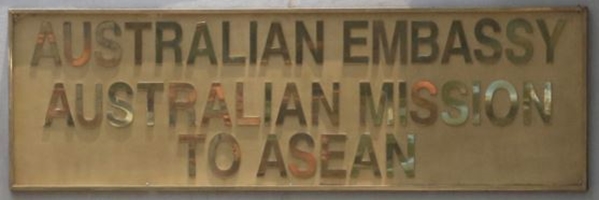 AUSTRALIAN EMBASSY
AUSTRALIAN MISSION
TO ASEAN